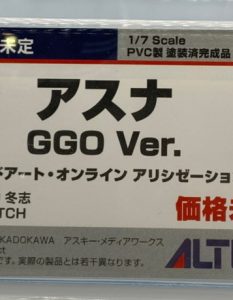 未定
1/7 Scale
PVC製 塗装済完成品
アスナ
GGO Ver.
ドアート・オンライン アリシゼーショ
冬志
TCH
価格
KADOKAWA アスキー・メディアワークス
ct
です。実際の製品とは若干異なります。
ALT